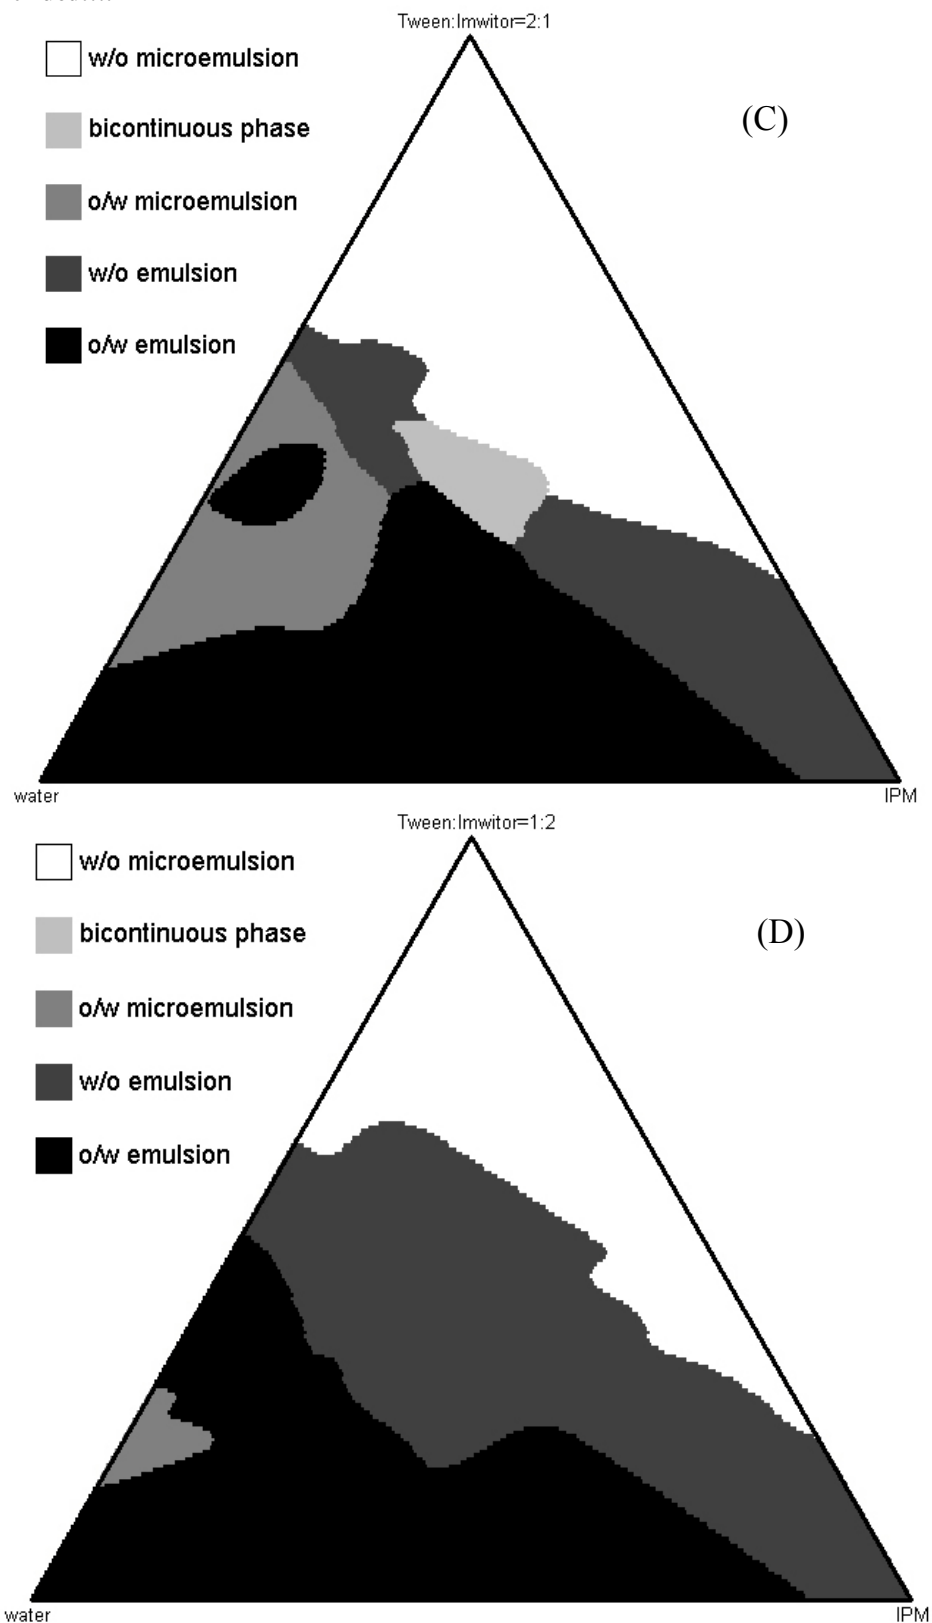 Tween:Imwitor=2:1
w/o microemulsion
(C)
bicontinuous phase
o/w microemulsion
w/o emulsion
o/w emulsion
water
IPM
Tween:Imwitor=1:2
w/o microemulsion
(D)
bicontinuous phase
o/w microemulsion
w/o emulsion
o/w emulsion
water
IPM